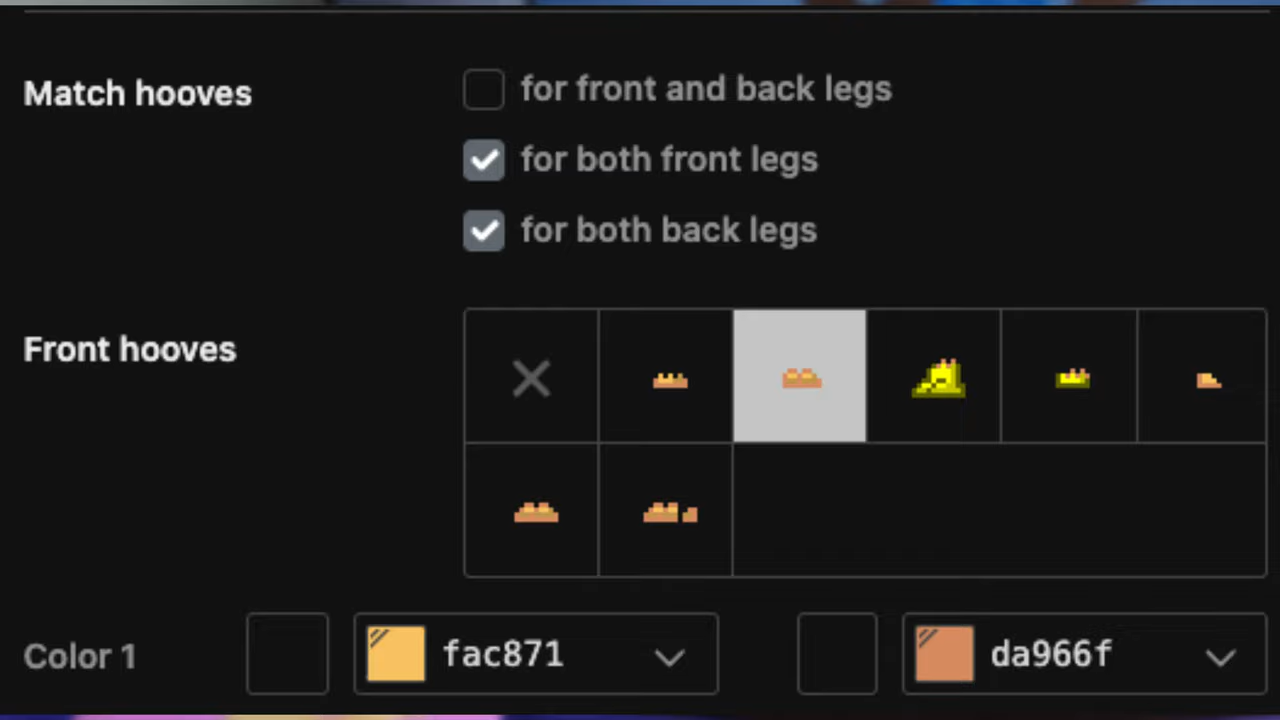 Match hooves
for front and back legs
for both front legs
for both back legs
Front hooves
Color 1 fac871 da966f